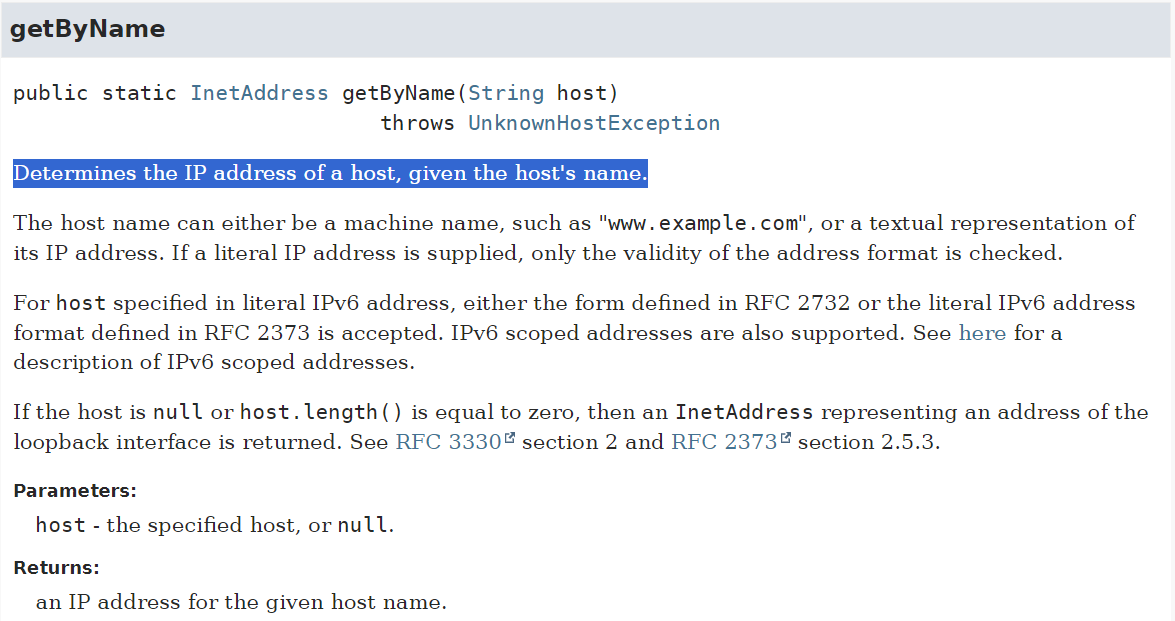 getByName
public static InetAddress getByName(String host)
throws UnknownHostException
Determines the IP address of a host, given the host's name.
The host name can either be a machine name, such as "www.example.com", or a textual representation of
its IP address. If a literal IP address is supplied, only the validity of the address format is checked.
For host specified in literal IPv6 address, either the form defined in RFC 2732 or the literal IPv6 address
format defined in RFC 2373 is accepted. IPv6 scoped addresses are also supported. See here for a
description of IPv6 scoped addresses.
If the host is null or host.length() is equal to zero, then an InetAddress representing an address of the
loopback interface is returned. See RFC 3330 section 2 and RFC 2373 section 2.5.3.
Parameters:
host - the specified host, or null.
Returns:
an IP address for the given host name.